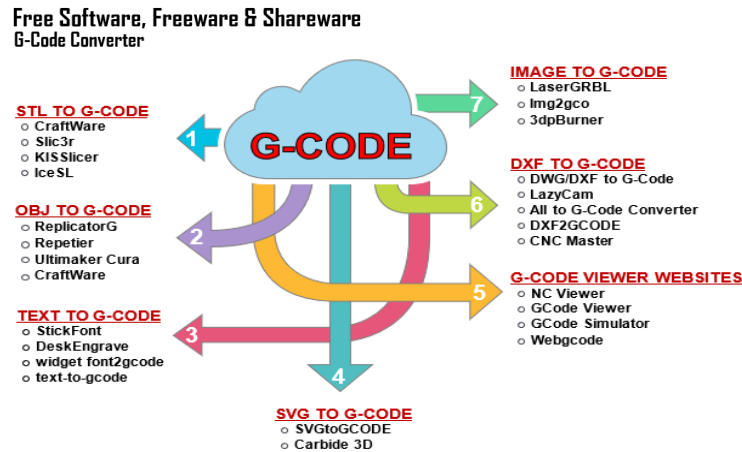 Free Software, Freeware & Shareware
G-Code Converter
G-CODE
1
STL TO G-CODE
CraftWare
Slic3r
KISSlicer
IceSL
2
OBJ TO G-CODE
ReplicatorG
Repetier
Ultimaker Cura
CraftWare
3
TEXT TO G-CODE
StickFont
DeskEngrave
widget font2gcode
text-to-gcode
4
SVG TO G-CODE
SVGtoGCODE
Carbide 3D
5
G-CODE VIEWER WEBSITES
NC Viewer
GCode Viewer
GCode Simulator
Webgcode
6
DXF TO G-CODE
DWG/DXF to G-Code
LazyCam
All to G-Code Converter
DXF2GCODE
CNC Master
7
IMAGE TO G-CODE
LaserGRBL
Img2gco
3dpBurner